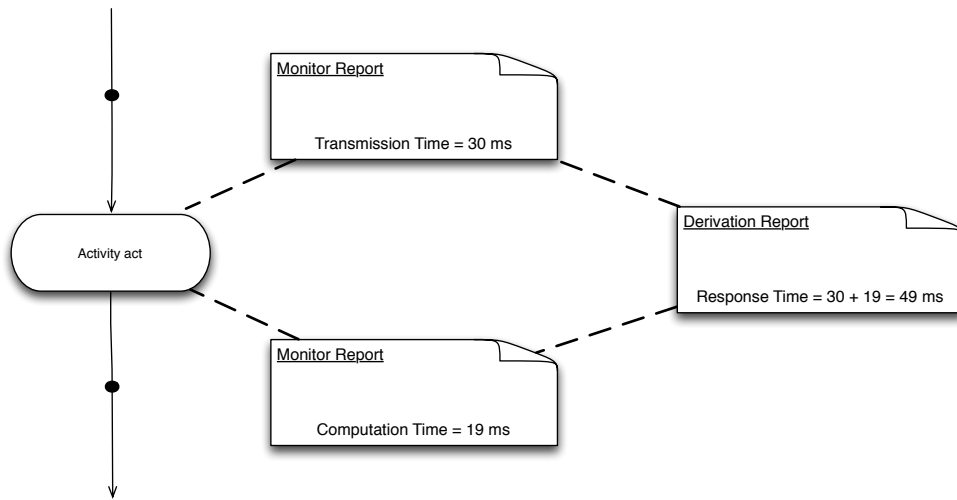 Monitor Report
Transmission Time = 30 ms
Derivation Report
Activity act
Response Time = 30 + 19 = 49 ms
Monitor Report
Computation Time = 19 ms